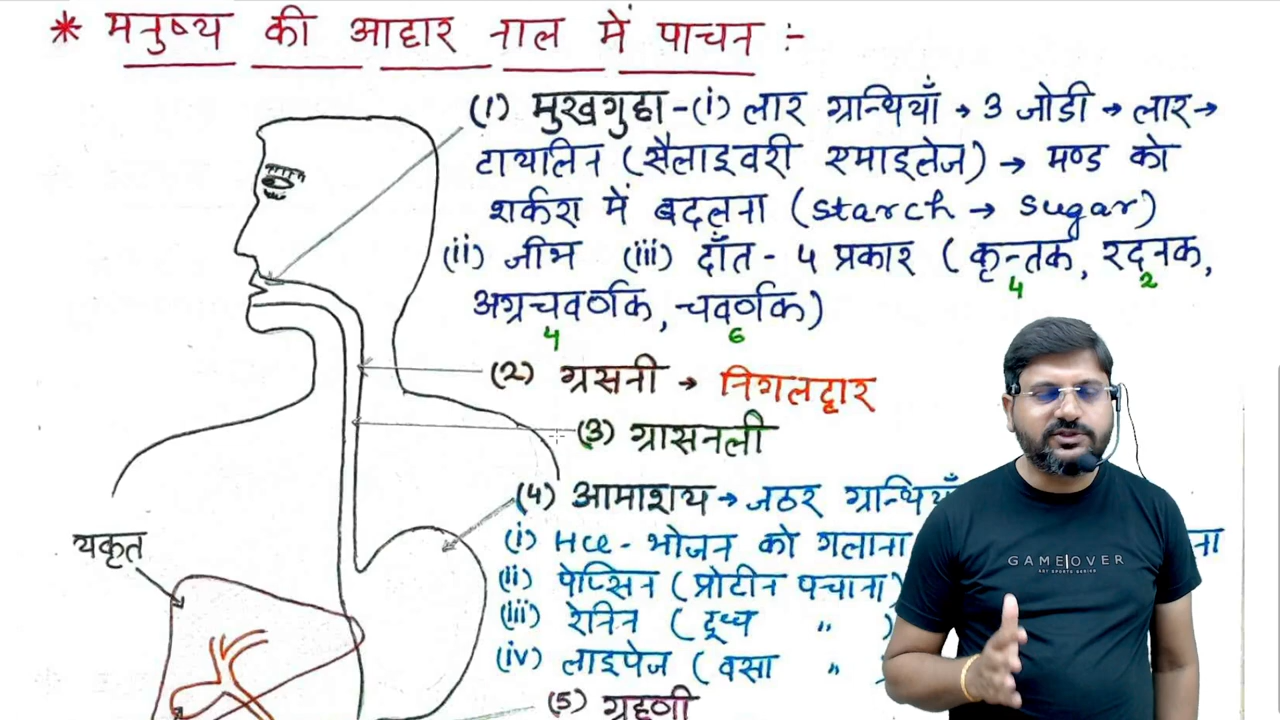 * मनुष्य की आहार नाल में पाचन :-
(1) मुखगुहा - (i) लार ग्रन्थियाँ → 3 जोडी → लार →
टायलिन (सैलाइवरी एमाइलेज) → मण्ड को
शर्करा में बदलना (starch → sugar)
(ii) जीभ (iii) दाँत - 4 प्रकार ( कृन्तक, रदनक,
4 2
अग्रचवर्णक, चवर्णक)
4 6
(2) ग्रसनी → निगलद्वार
(3) ग्रासनली
(4) आमाशय → जठर ग्रन्थियाँ
यकृत
(i) HCl - भोजन को गलाना
(ii) पेप्सिन ( प्रोटीन पचाना)
(iii) रेनिन ( दूध " )
(iv) लाइपेज ( वसा "
(5) ग्रहणी
GAME|OVER